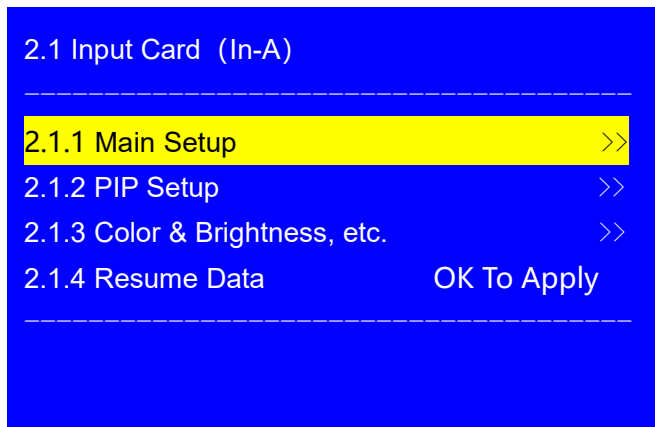 2.1 Input Card（In-A）
2.1.1 Main Setup >>
2.1.2 PIP Setup >>
2.1.3 Color & Brightness, etc. >>
2.1.4 Resume Data OK To Apply